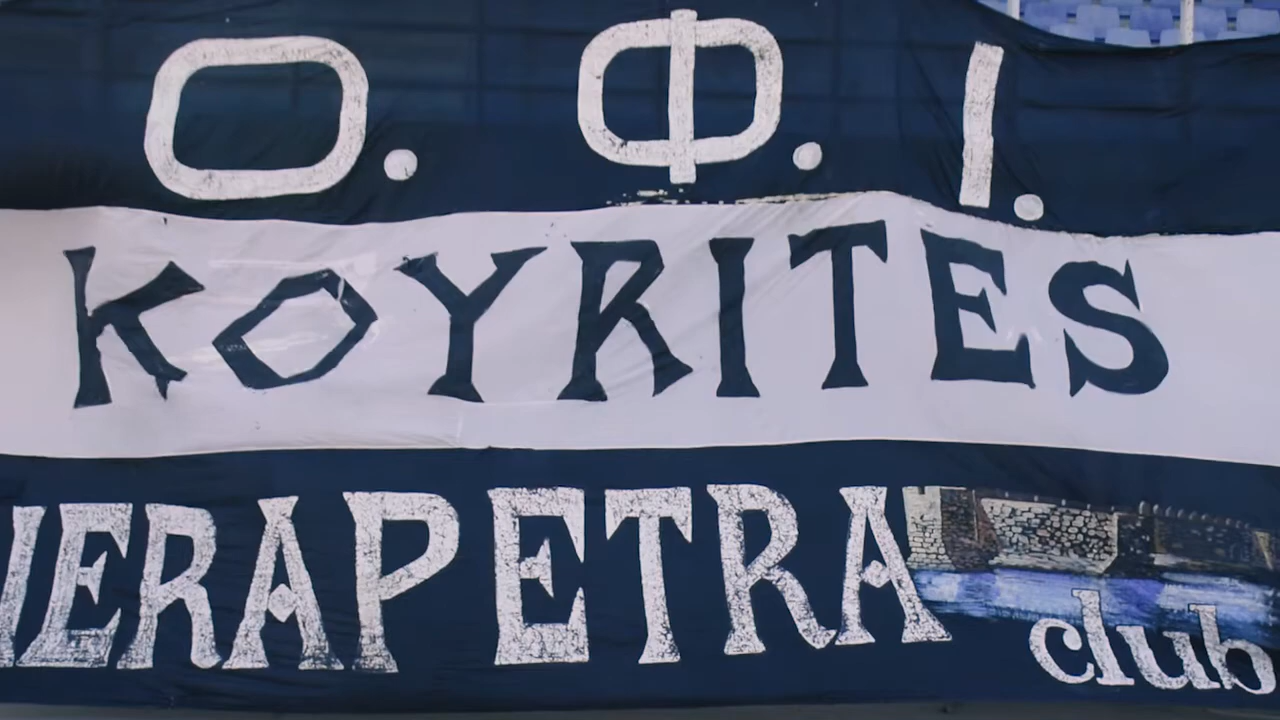 Ο. Φ. Ι.
KOYRITES
IERAPETRA club